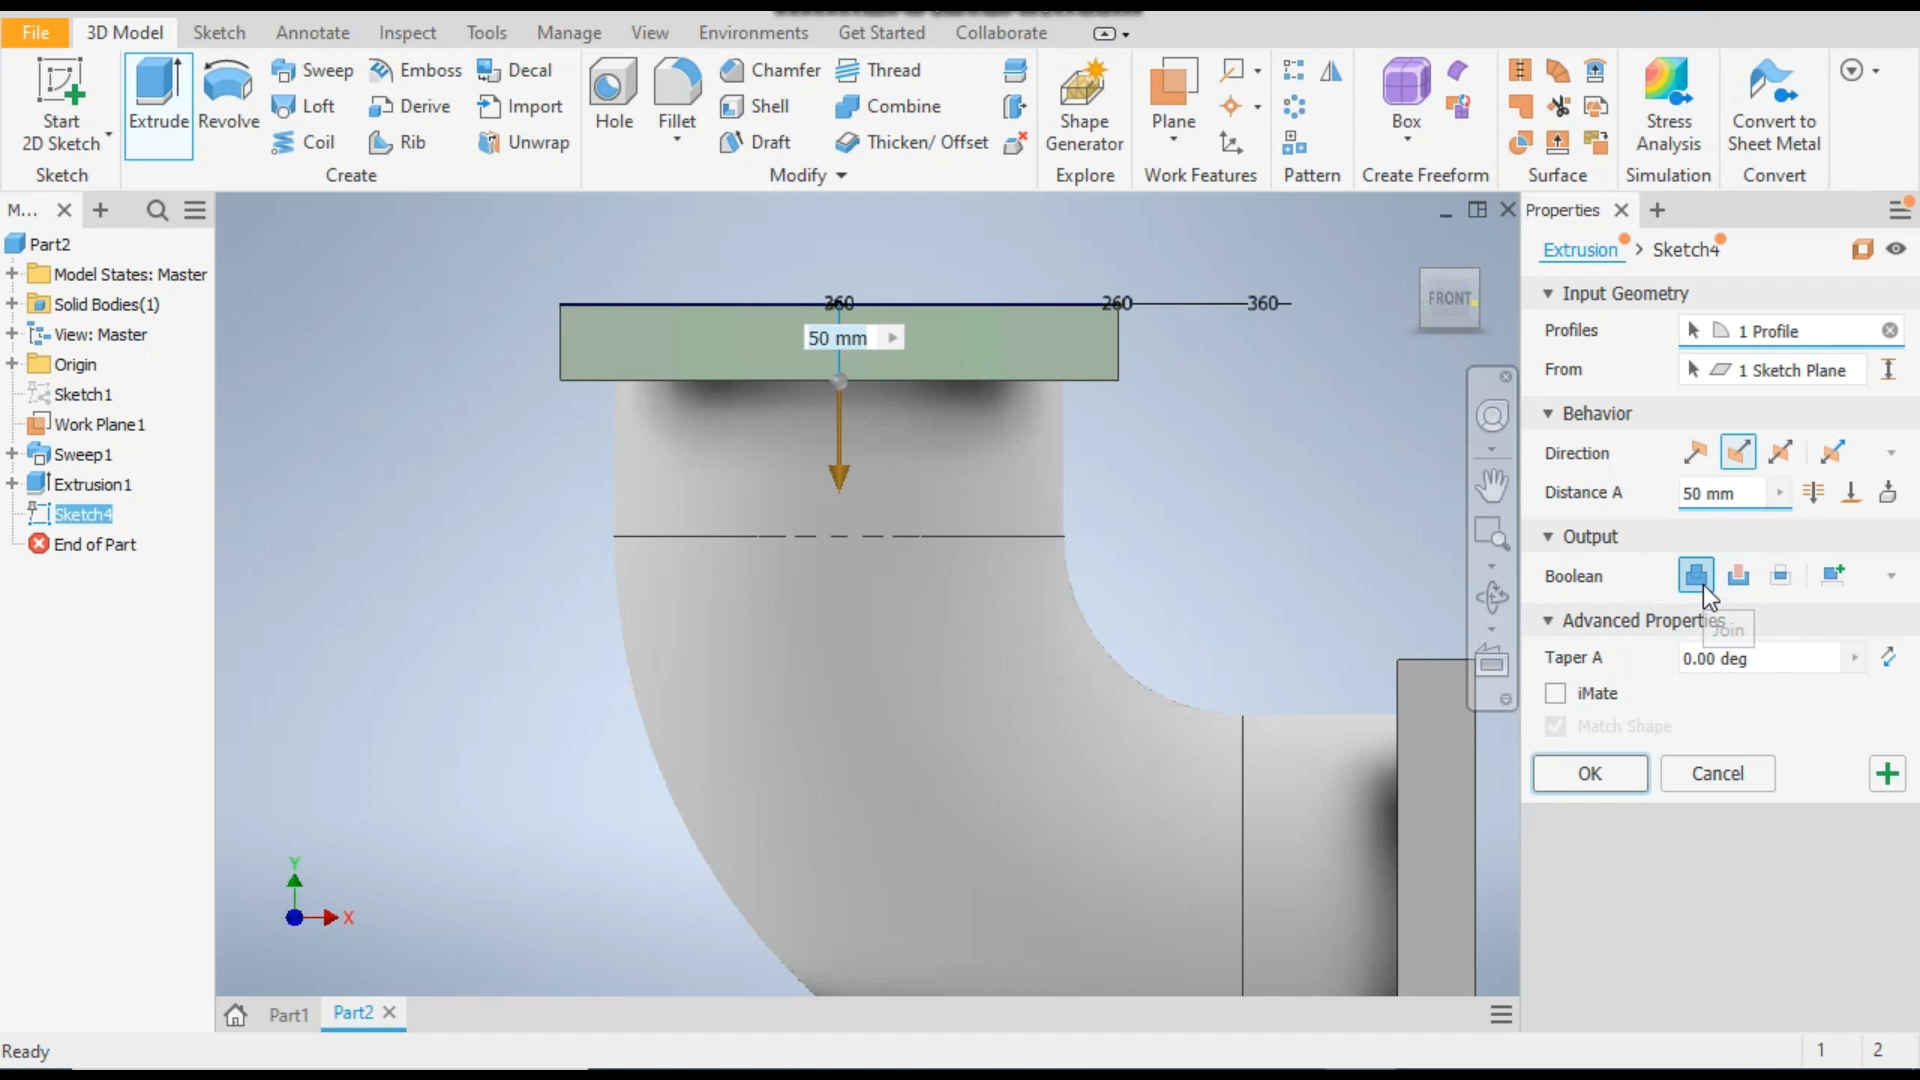 File 3D Model Sketch Annotate Inspect Tools Manage View Environments Get Started Collaborate
Start
2D Sketch
Extrude
Revolve
Sweep
Loft
Coil
Emboss
Derive
Rib
Decal
Import
Unwrap
Hole
Fillet
Chamfer
Shell
Draft
Thread
Combine
Thicken/ Offset
Shape
Generator
Plane
Box
Stress
Analysis
Convert to
Sheet Metal
Sketch Create Modify Explore Work Features Pattern Create Freeform Surface Simulation Convert
M...
Part2
Model States: Master
Solid Bodies(1)
View: Master
Origin
Sketch1
Work Plane1
Sweep1
Extrusion1
Sketch4
End of Part
360 260 360
50 mm
FRONT
Y
X
Properties
Extrusion > Sketch4
Input Geometry
Profiles 1 Profile
From 1 Sketch Plane
Behavior
Direction
Distance A 50 mm
Output
Boolean
Advanced Properties
Join
Taper A 0.00 deg
iMate
Match Shape
OK Cancel
Part1 Part2
Ready 1 2